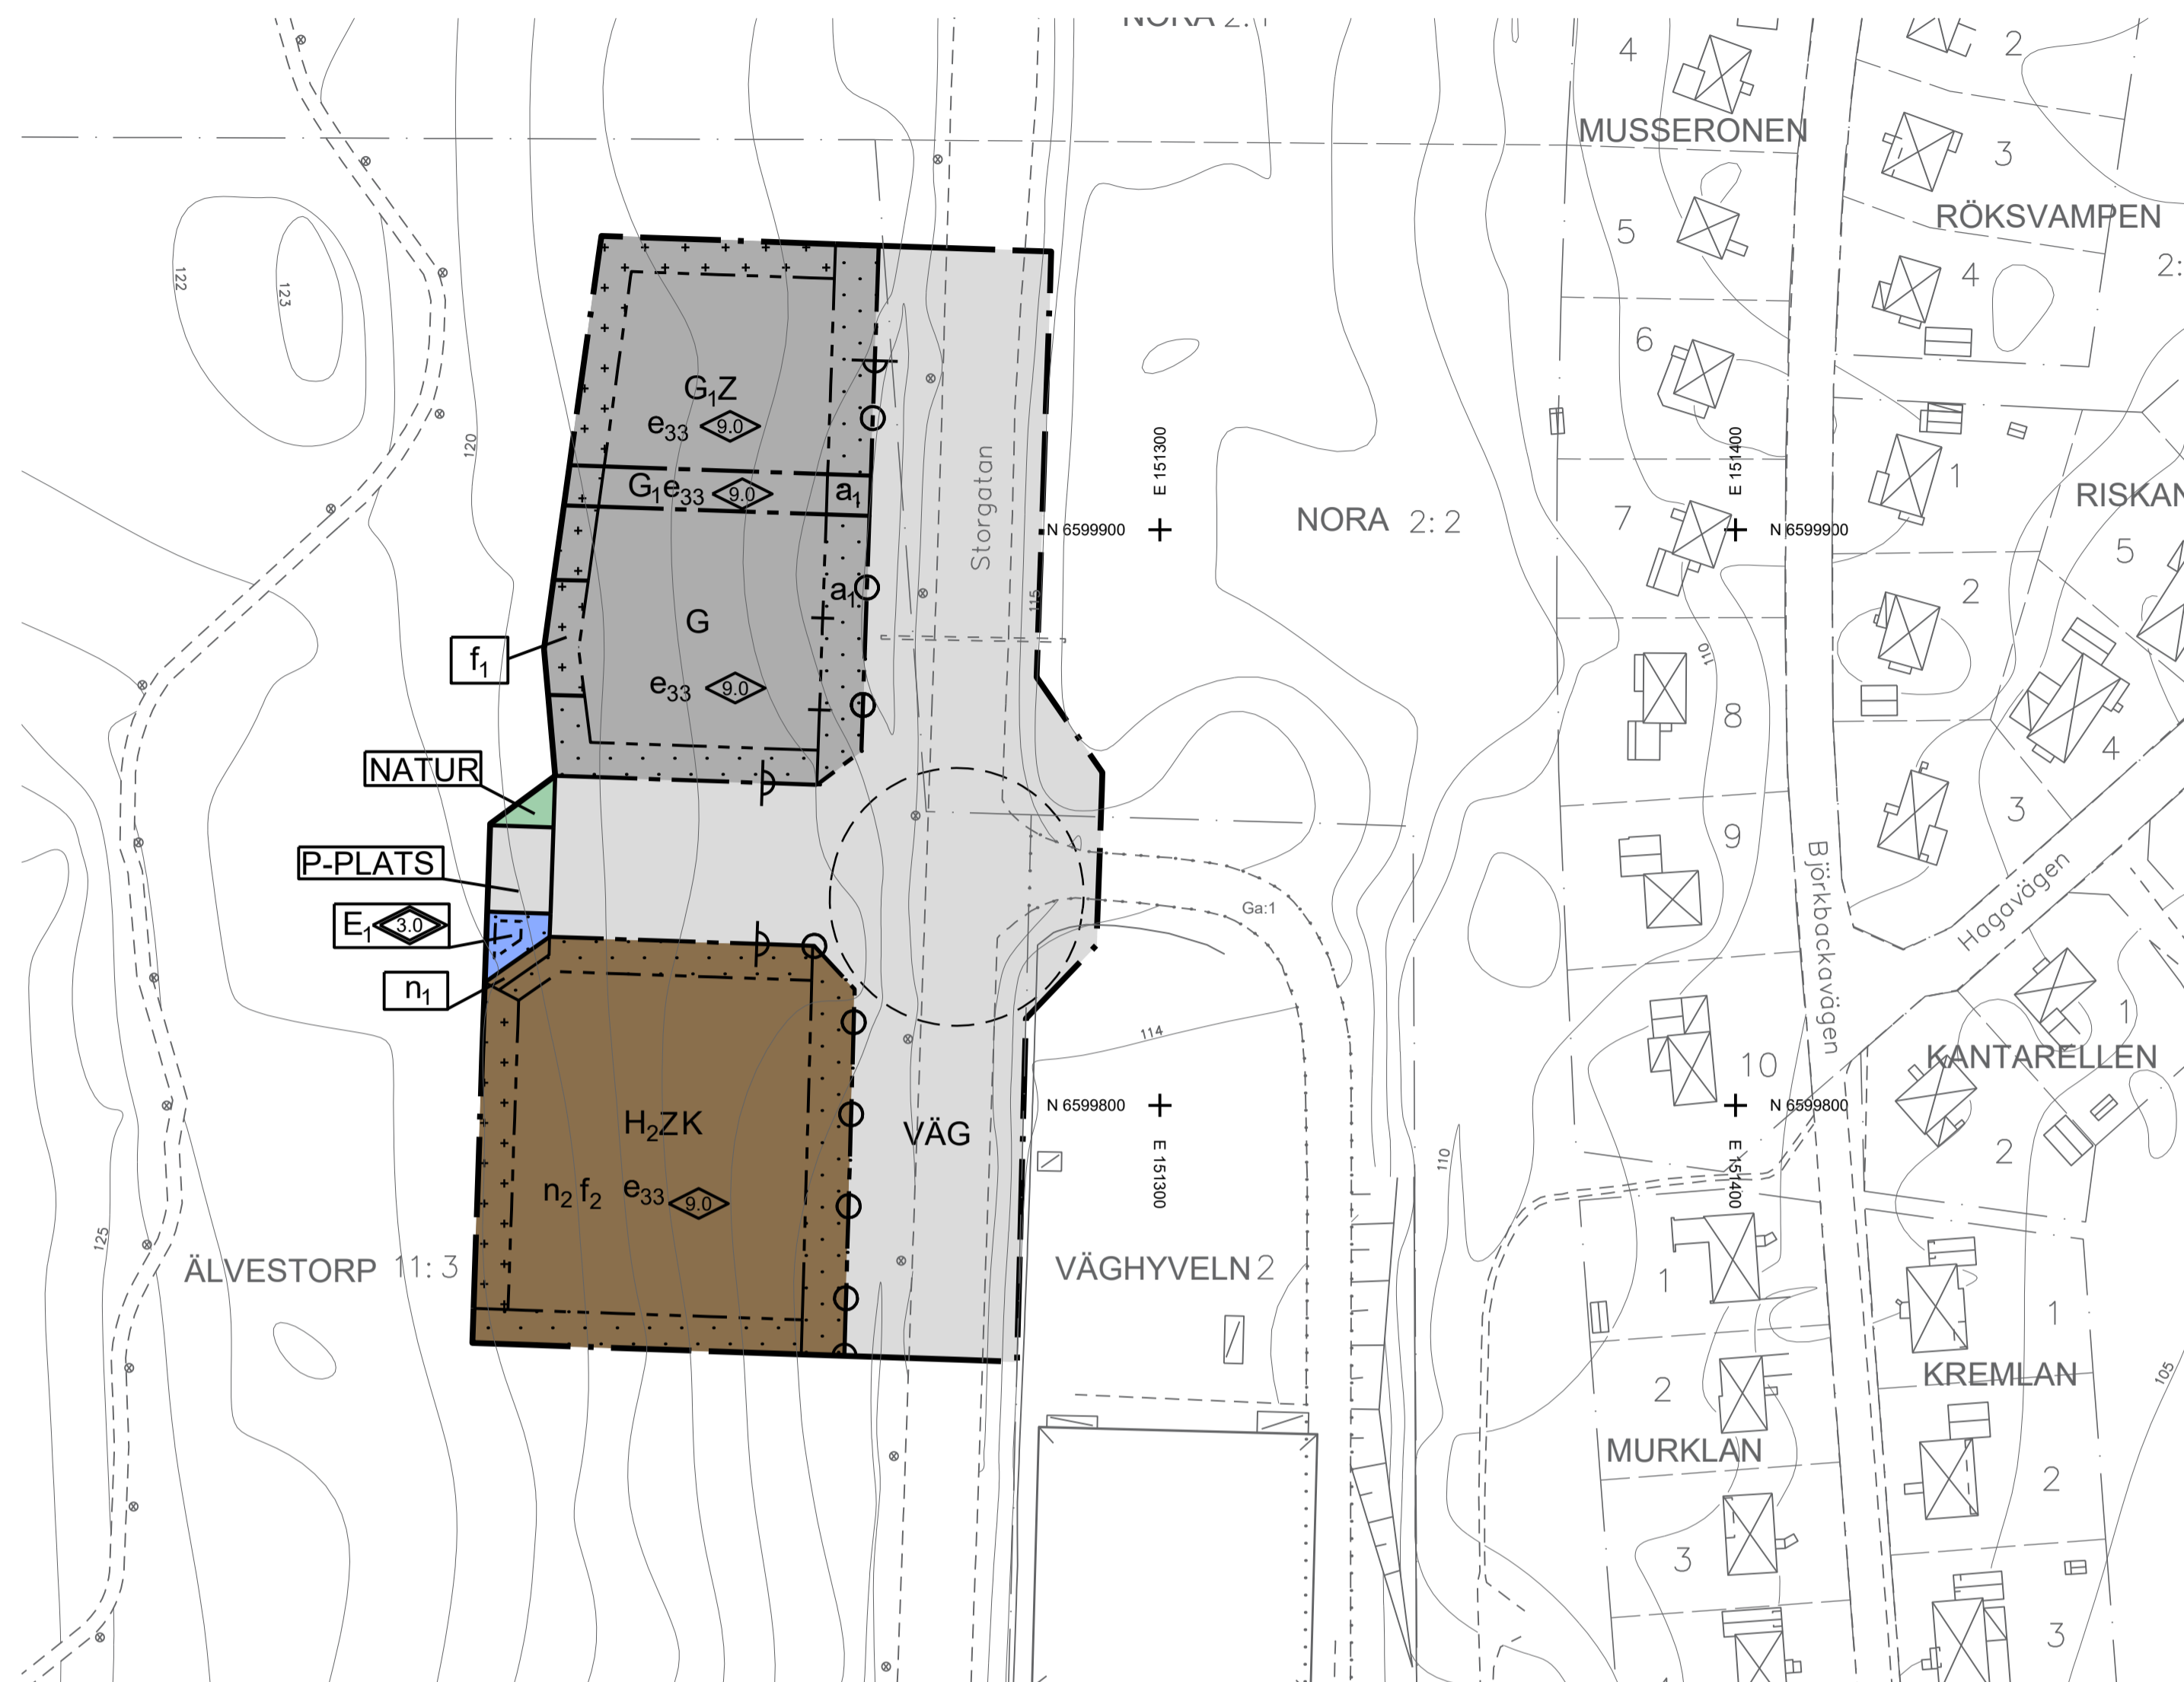 4
2
MUSSERONEN
3
RÖKSVAMPEN
5
4
2:
122
123
6
G₁Z
e₃₃ 9.0
120
E 151300
E 151400
1
Storgatan
G₁e₃₃ 9.0
a₁
RISKAN
NORA 2:2
7
N 6599900
N 6599900
5
a₁
2
115
G
f₁
110
e₃₃ 9.0
8
4
NATUR
3
9
P-PLATS
Björkbackavägen
Hagavägen
Ga:1
E₁ 3.0
n₁
1
114
KANTARELLEN
10
N 6599800
N 6599800
H₂ZK
VÄG
2
110
E 151300
E 151400
n₂ f₂ e₃₃ 9.0
125
ÄLVESTORP 11:3
VÄGHYVELN 2
1
1
2
KREMLAN
105
MURKLAN
2
3
3